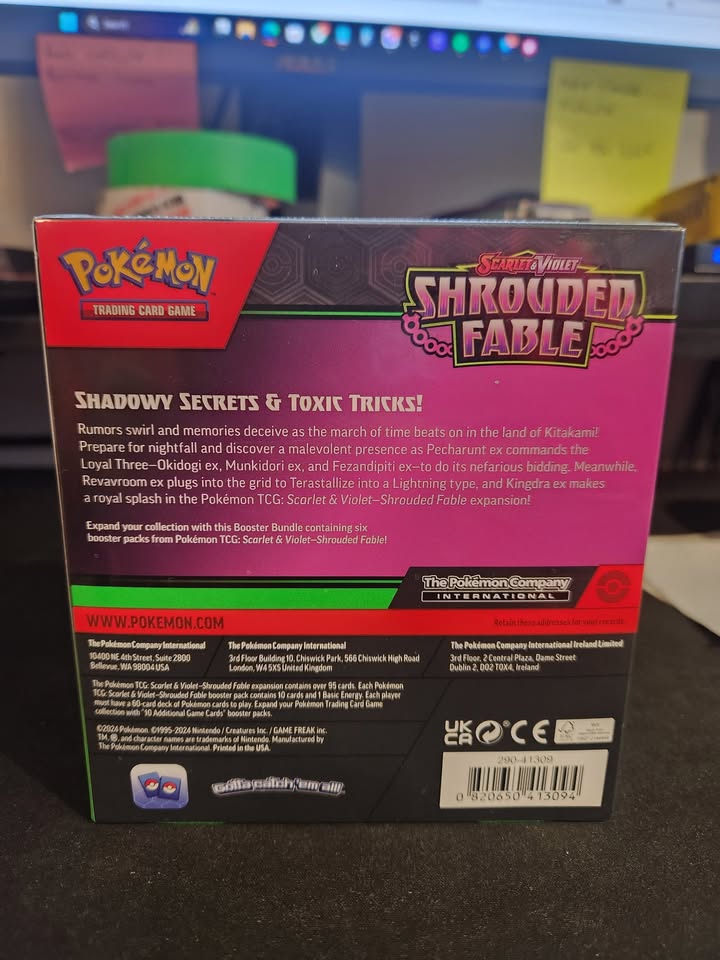 Search
POKÉMON
TRADING CARD GAME
SCARLET & VIOLET
SHROUDED
FABLE
SHADOWY SECRETS & TOXIC TRICKS!
Rumors swirl and memories deceive as the march of time beats on in the land of Kitakami!
Prepare for nightfall and discover a malevolent presence as Pecharunt ex commands the
Loyal Three—Okidogi ex, Munkidori ex, and Fezandipiti ex—to do its nefarious bidding. Meanwhile,
Revavroom ex plugs into the grid to Terastallize into a Lightning type, and Kingdra ex makes
a royal splash in the Pokémon TCG: Scarlet & Violet—Shrouded Fable expansion!
Expand your collection with this Booster Bundle containing six
booster packs from Pokémon TCG: Scarlet & Violet—Shrouded Fable!
The Pokémon Company
INTERNATIONAL
WWW.POKEMON.COM
Retain these addresses for your records.
The Pokémon Company International
10400 NE 4th Street, Suite 2800
Bellevue, WA 98004 USA
The Pokémon Company International
3rd Floor Building 10, Chiswick Park, 566 Chiswick High Road
London, W4 5XS United Kingdom
The Pokémon Company International Ireland Limited
3rd Floor, 2 Central Plaza, Dame Street
Dublin 2, D02 T0X4, Ireland
The Pokémon TCG: Scarlet & Violet—Shrouded Fable expansion contains over 95 cards. Each Pokémon
TCG: Scarlet & Violet—Shrouded Fable booster pack contains 10 cards and 1 Basic Energy. Each player
must have a 60-card deck of Pokémon cards to play. Expand your Pokémon Trading Card Game
collection with "10 Additional Game Cards" booster packs.
©2024 Pokémon. ©1995-2024 Nintendo / Creatures Inc. / GAME FREAK inc.
TM, ®, and character names are trademarks of Nintendo. Manufactured by
The Pokémon Company International. Printed in the USA.
UK
CA
CE
290-41309
0 820650 413094
Gotta catch 'em all!